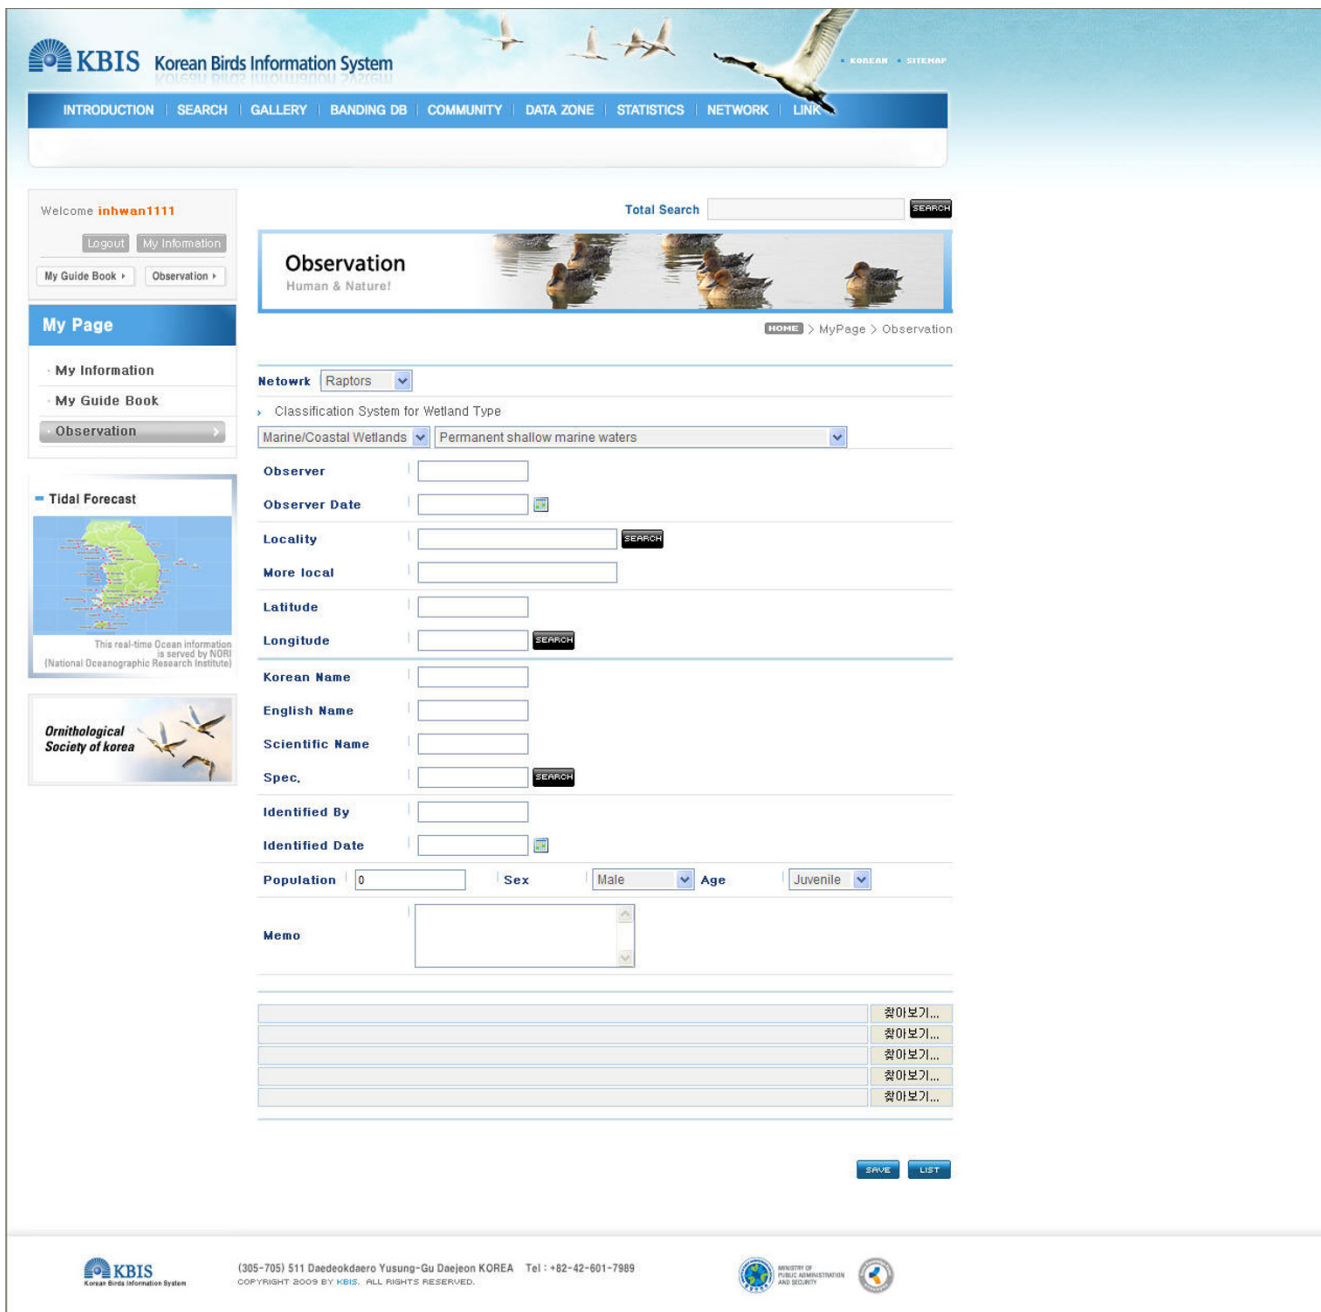 KBIS Korean Birds Information System
KOREAN SITEMAP
INTRODUCTION SEARCH GALLERY BANDING DB COMMUNITY DATA ZONE STATISTICS NETWORK LINK
Welcome inhwan1111
Logout My Information
My Guide Book Observation
My Page
My Information
My Guide Book
Observation
Tidal Forecast
This real-time Ocean information
is served by NORI
(National Oceanographic Research Institute)
Ornithological
Society of korea
Total Search SEARCH
Observation
Human & Nature!
HOME > MyPage > Observation
Netowrk Raptors
Classification System for Wetland Type
Marine/Coastal Wetlands Permanent shallow marine waters
Observer
Observer Date
Locality SEARCH
More local
Latitude
Longitude SEARCH
Korean Name
English Name
Scientific Name
Spec. SEARCH
Identified By
Identified Date
Population 0 Sex Male Age Juvenile
Memo
찾아보기...
찾아보기...
찾아보기...
찾아보기...
찾아보기...
SAVE LIST
KBIS
Korean Birds Information System
(305-705) 511 Daedeokdaero Yusung-Gu Daejeon KOREA Tel : +82-42-601-7989
COPYRIGHT 2009 BY KBIS. ALL RIGHTS RESERVED.
MINISTRY OF
PUBLIC ADMINISTRATION
AND SECURITY